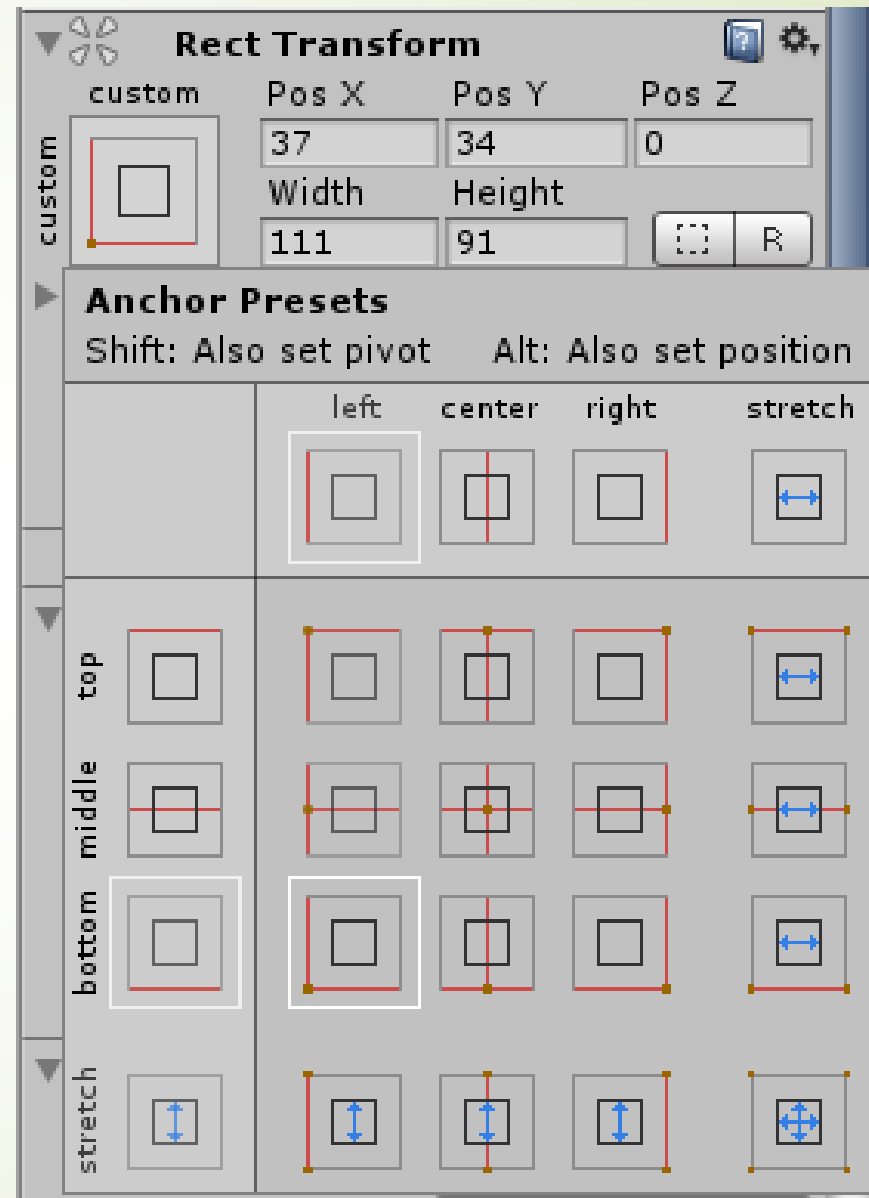 Rect Transform
custom Pos X Pos Y Pos Z
custom
37 34 0
Width Height
111 91 R
Anchor Presets
Shift: Also set pivot Alt: Also set position
left center right stretch
top
middle
bottom
stretch